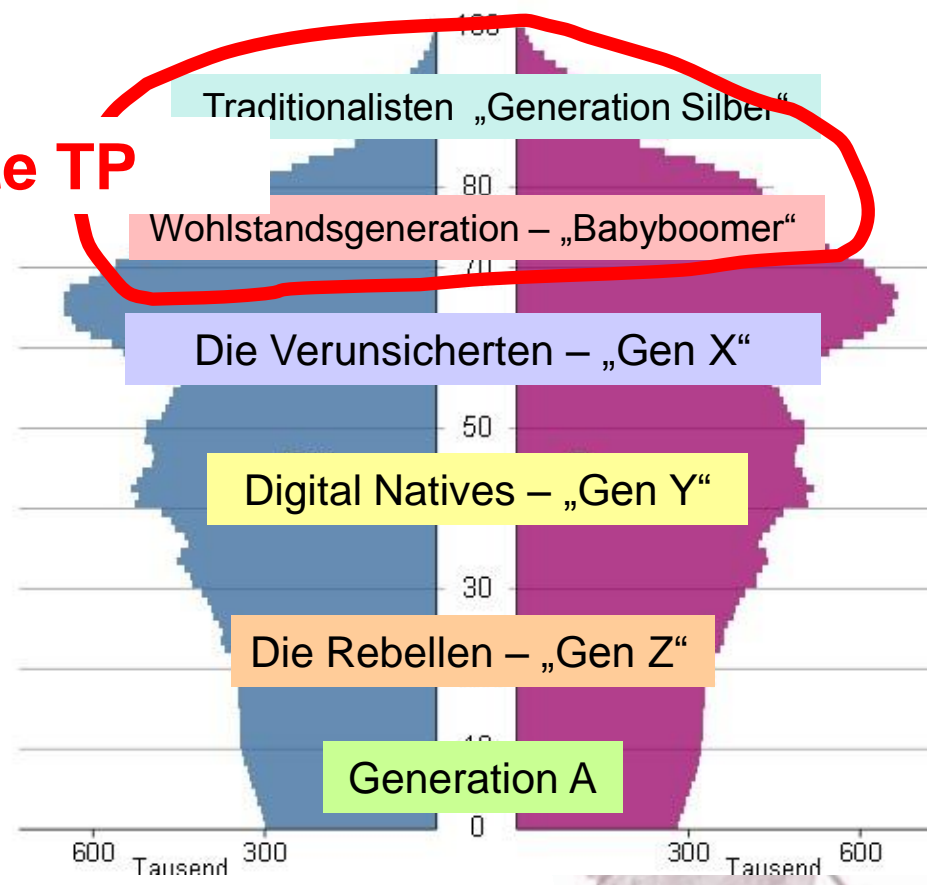 100
Traditionalisten „Generation Silber“
e TP
80
Wohlstandsgeneration – „Babyboomer“
70
Die Verunsicherten – „Gen X“
50
Digital Natives – „Gen Y“
30
Die Rebellen – „Gen Z“
10
Generation A
0
600 Tausend 300 300 Tausend 600